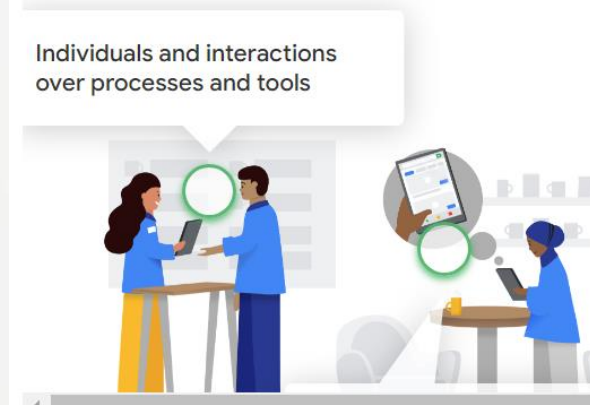 Individuals and interactions
over processes and tools